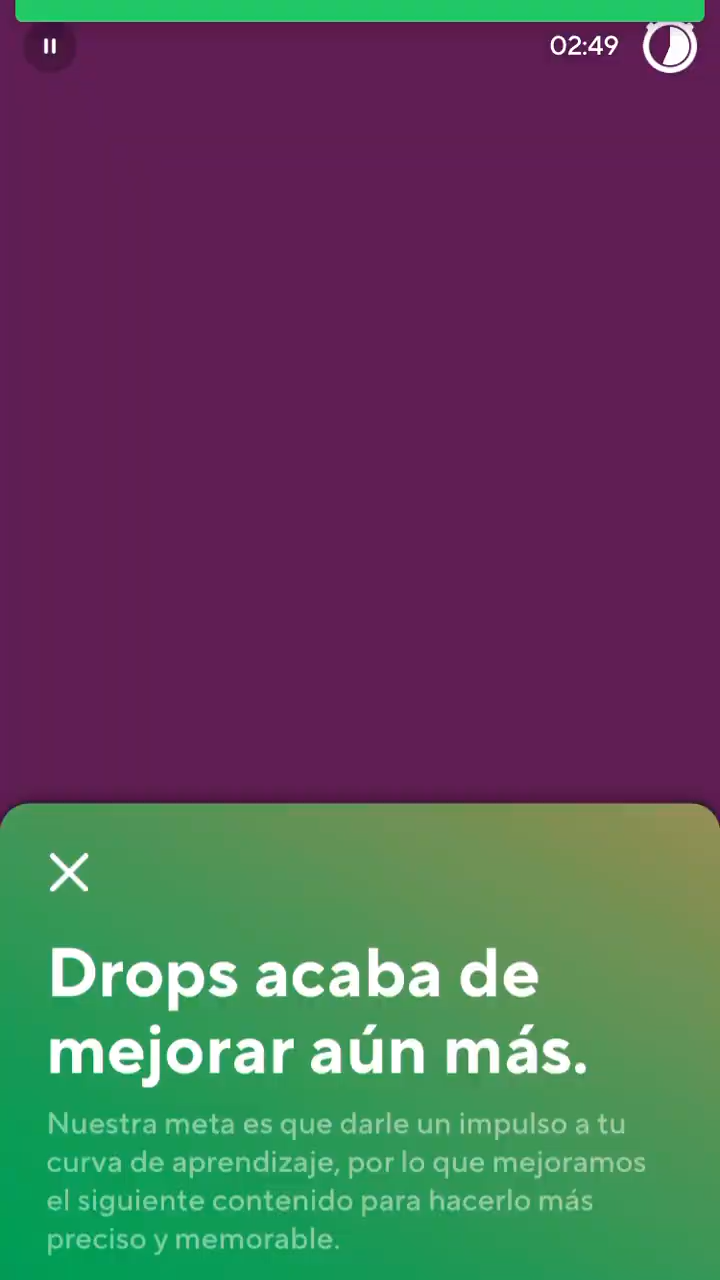 02:49
Drops acaba de
mejorar aún más.
Nuestra meta es que darle un impulso a tu
curva de aprendizaje, por lo que mejoramos
el siguiente contenido para hacerlo más
preciso y memorable.